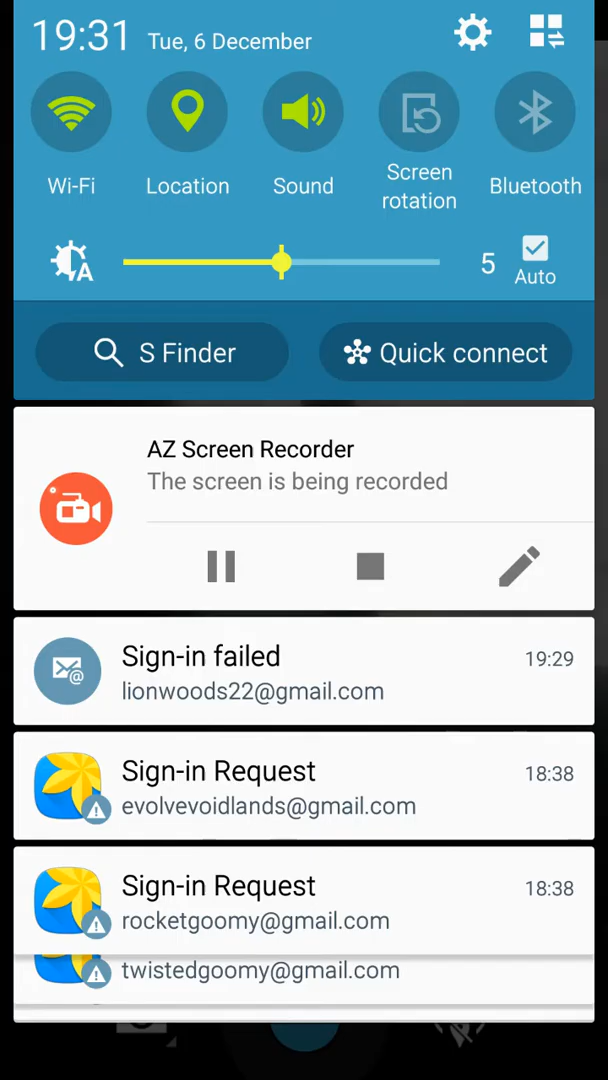 19:31 Tue, 6 December
Wi-Fi
Location
Sound
Screen
rotation
Bluetooth
A
5
Auto
S Finder
Quick connect
AZ Screen Recorder
The screen is being recorded
Sign-in failed
19:29
lionwoods22@gmail.com
Sign-in Request
18:38
evolvevoidlands@gmail.com
Sign-in Request
18:38
rocketgoomy@gmail.com
twistedgoomy@gmail.com